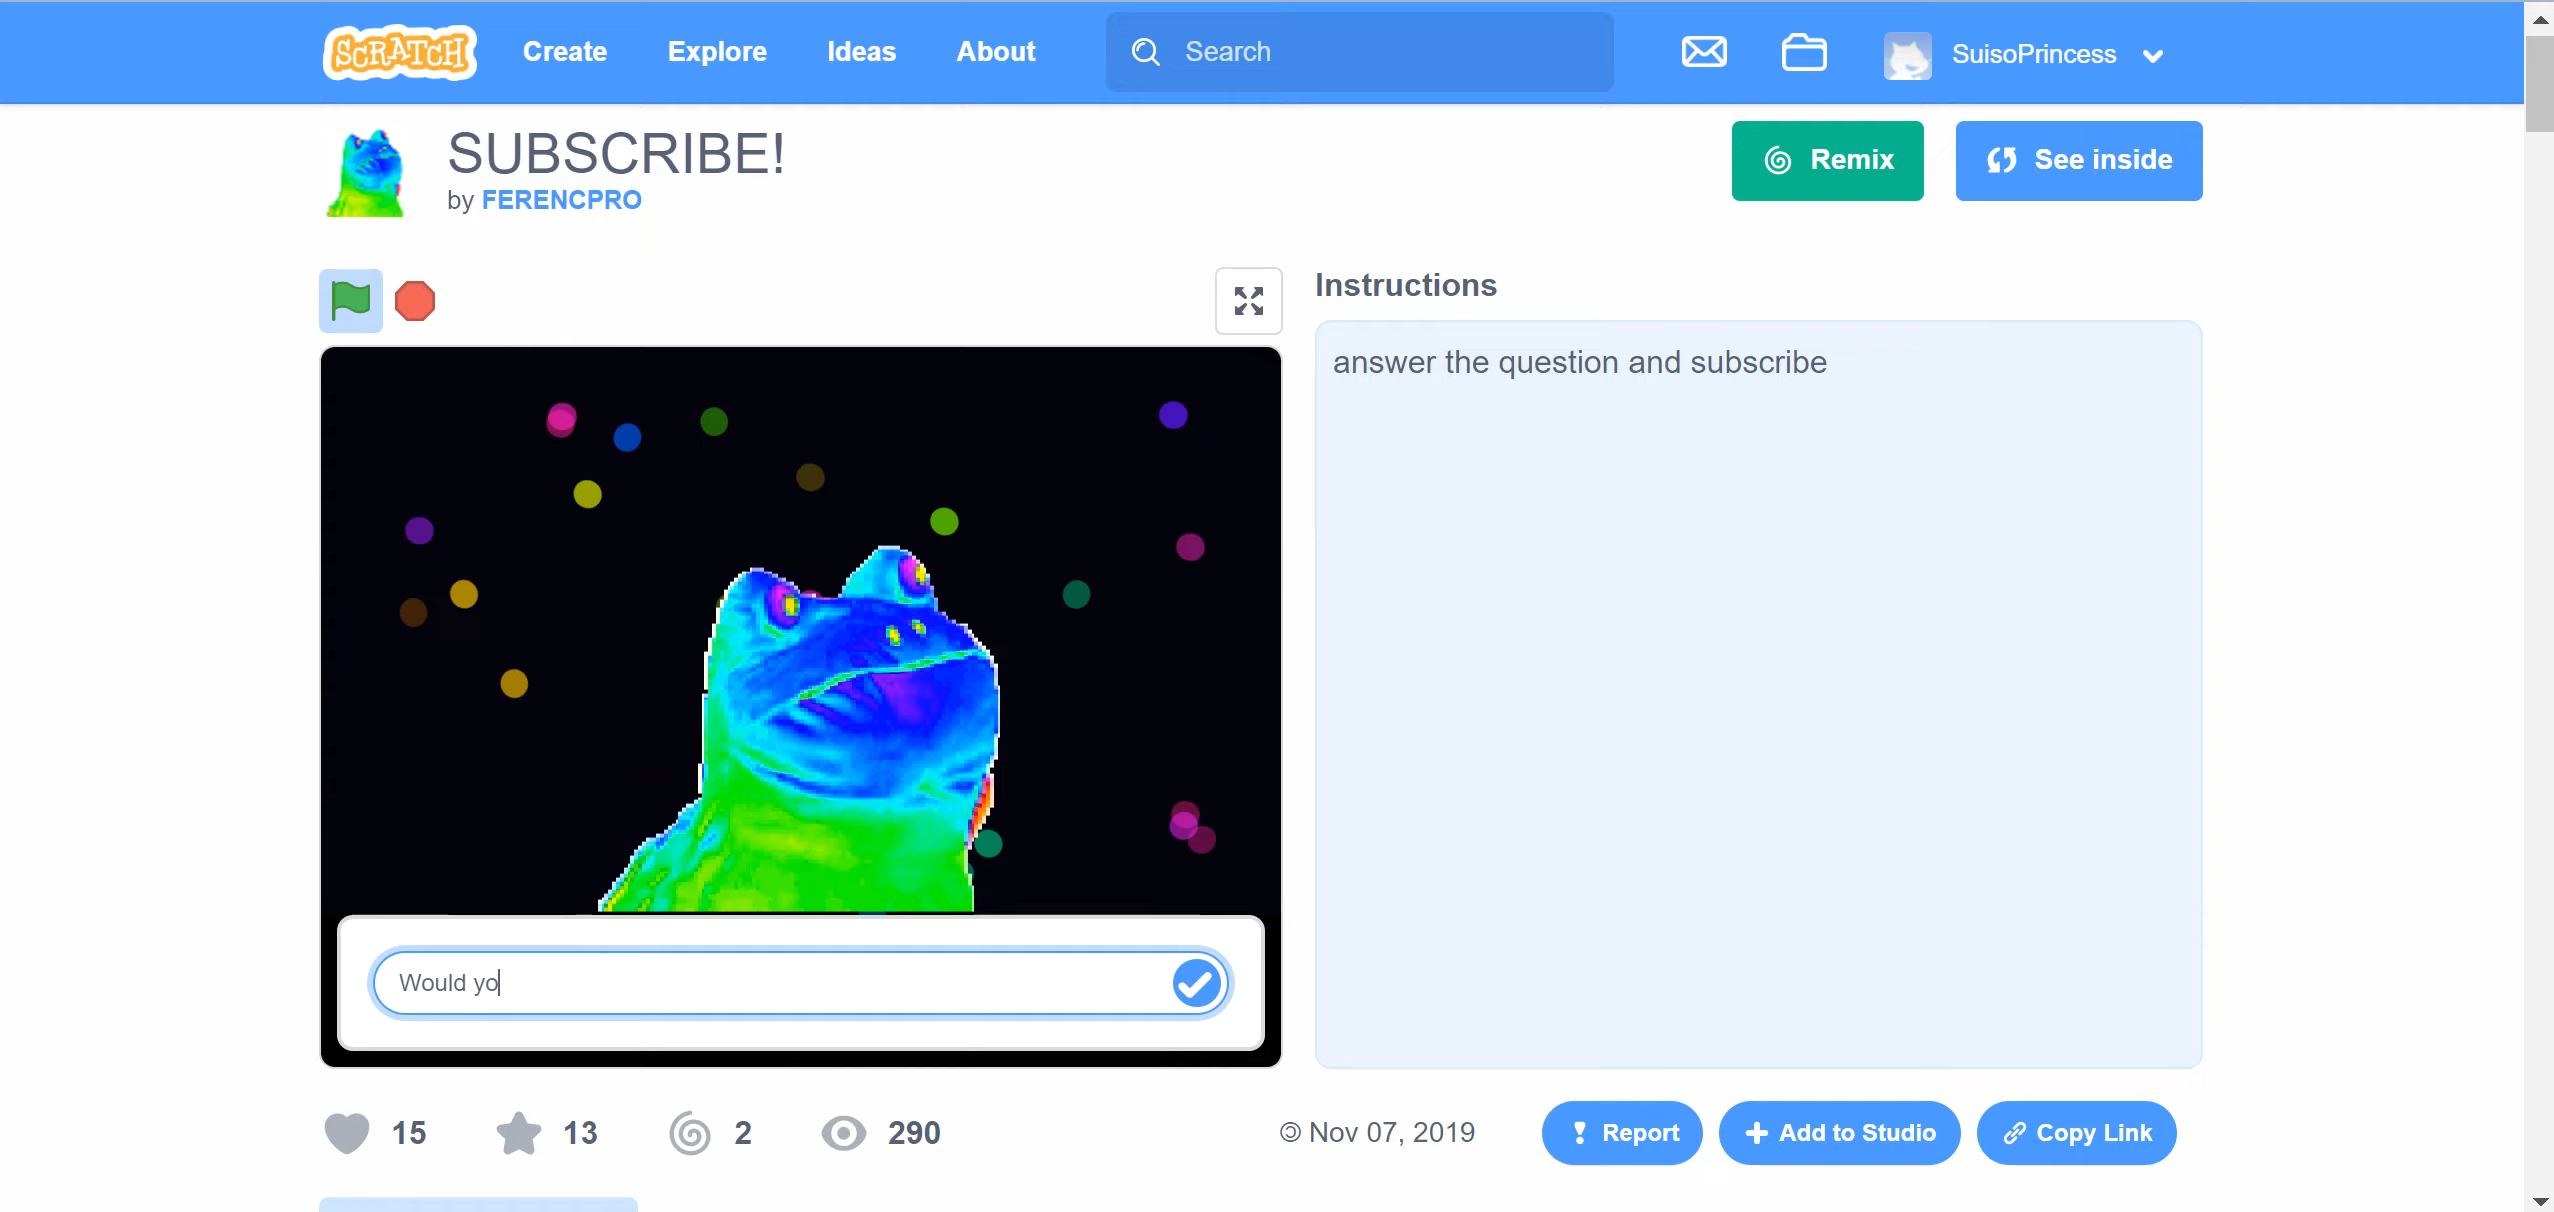 SCRATCH Create Explore Ideas About Search SuisoPrincess
SUBSCRIBE!
by FERENCPRO
Remix See inside
Instructions
answer the question and subscribe
Would yo
15 13 2 290 Nov 07, 2019 Report Add to Studio Copy Link